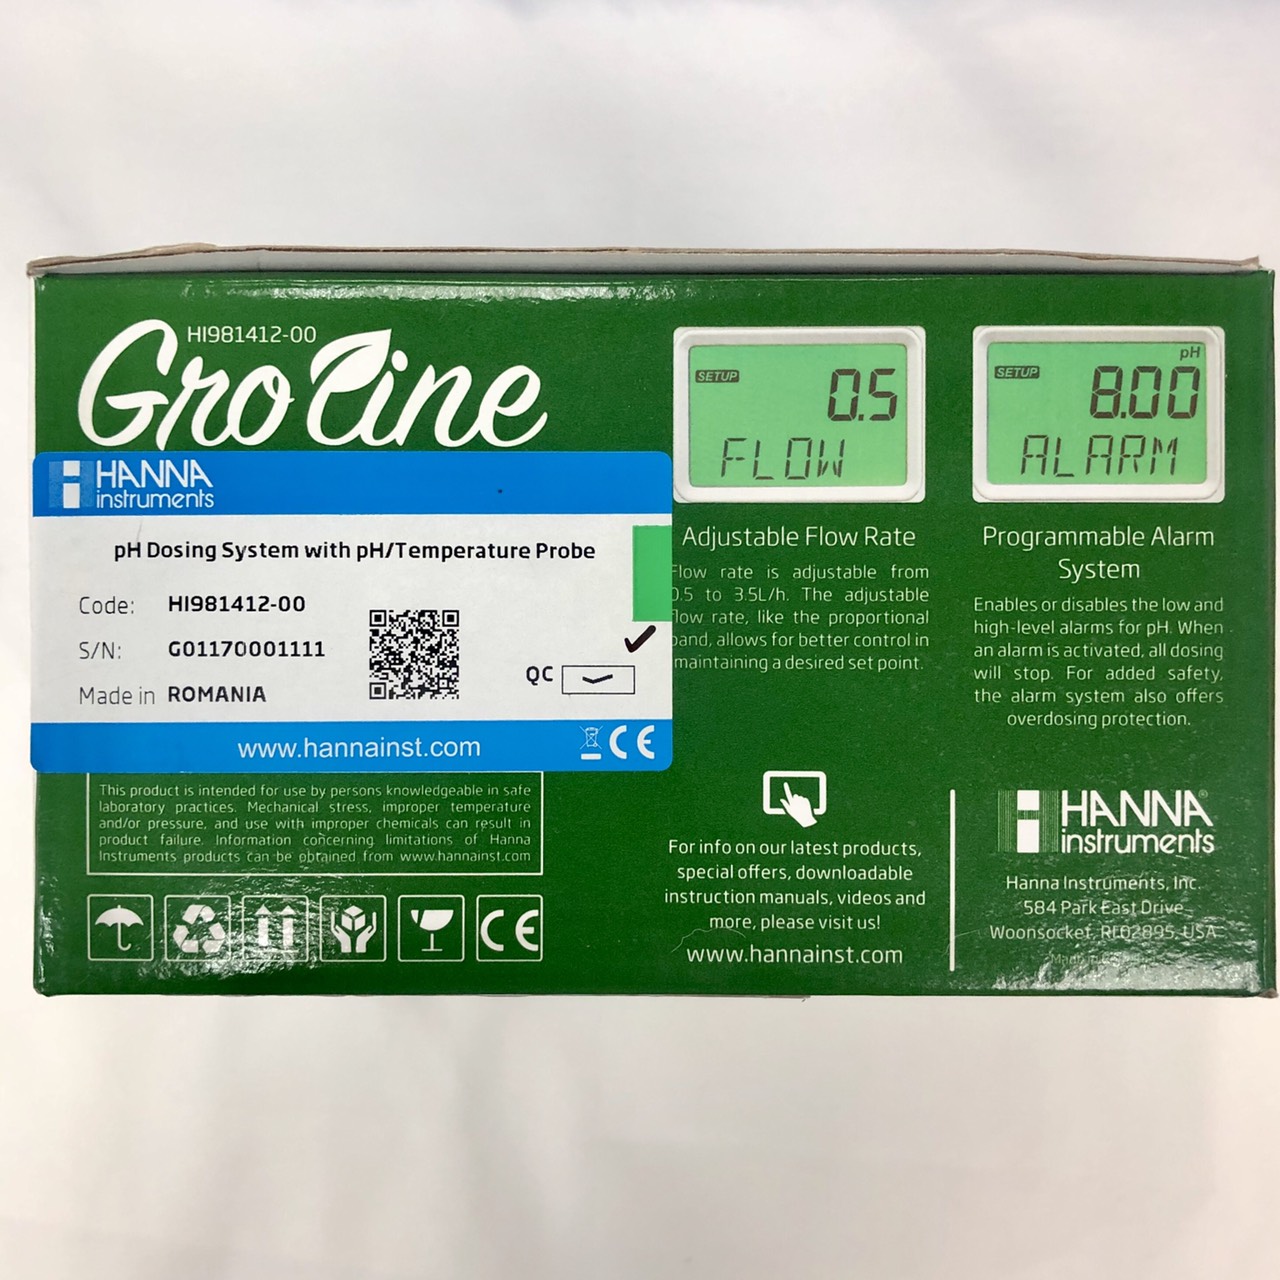 HI981412-00
GroLine
HANNA
instruments
pH Dosing System with pH/Temperature Probe
Code: HI981412-00
S/N: G01170001111
Made in ROMANIA
QC
www.hannainst.com
CE
This product is intended for use by persons knowledgeable in safe
laboratory practices. Mechanical stress, improper temperature
and/or pressure, and use with improper chemicals can result in
product failure. Information concerning limitations of Hanna
Instruments products can be obtained from www.hannainst.com
CE
SETUP
0.5
FLOW
Adjustable Flow Rate
Flow rate is adjustable from
0.5 to 3.5L/h. The adjustable
flow rate, like the proportional
band, allows for better control in
maintaining a desired set point.
pH
SETUP
8.00
ALARM
Programmable Alarm
System
Enables or disables the low and
high-level alarms for pH. When
an alarm is activated, all dosing
will stop. For added safety,
the alarm system also offers
overdosing protection.
For info on our latest products,
special offers, downloadable
instruction manuals, videos and
more, please visit us!
www.hannainst.com
HANNA®
instruments
Hanna Instruments, Inc.
584 Park East Drive
Woonsocket, RI 02895, USA
Made in